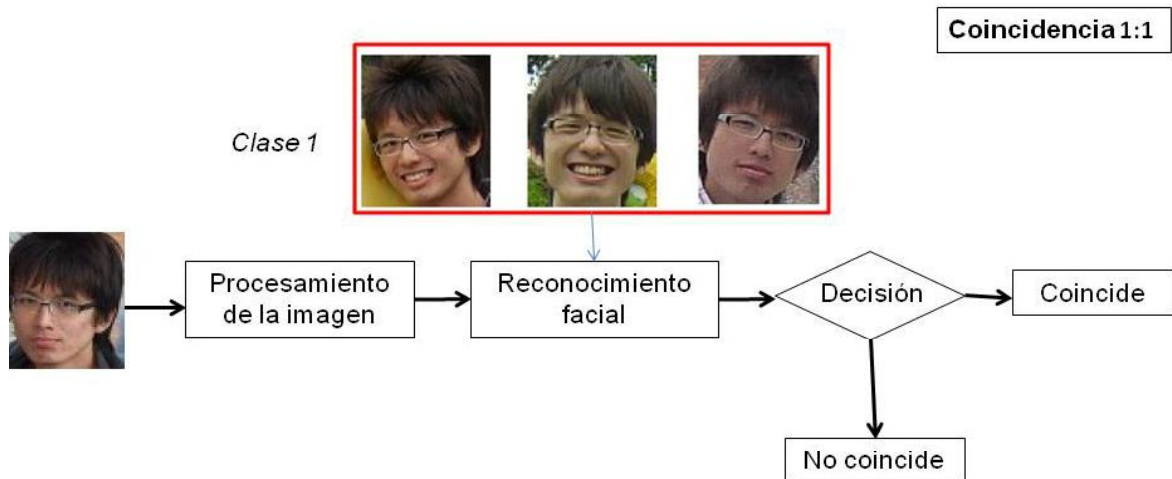 Coincidencia 1:1
Clase 1
Procesamiento
de la imagen
Reconocimiento
facial
Decisión
Coincide
No coincide